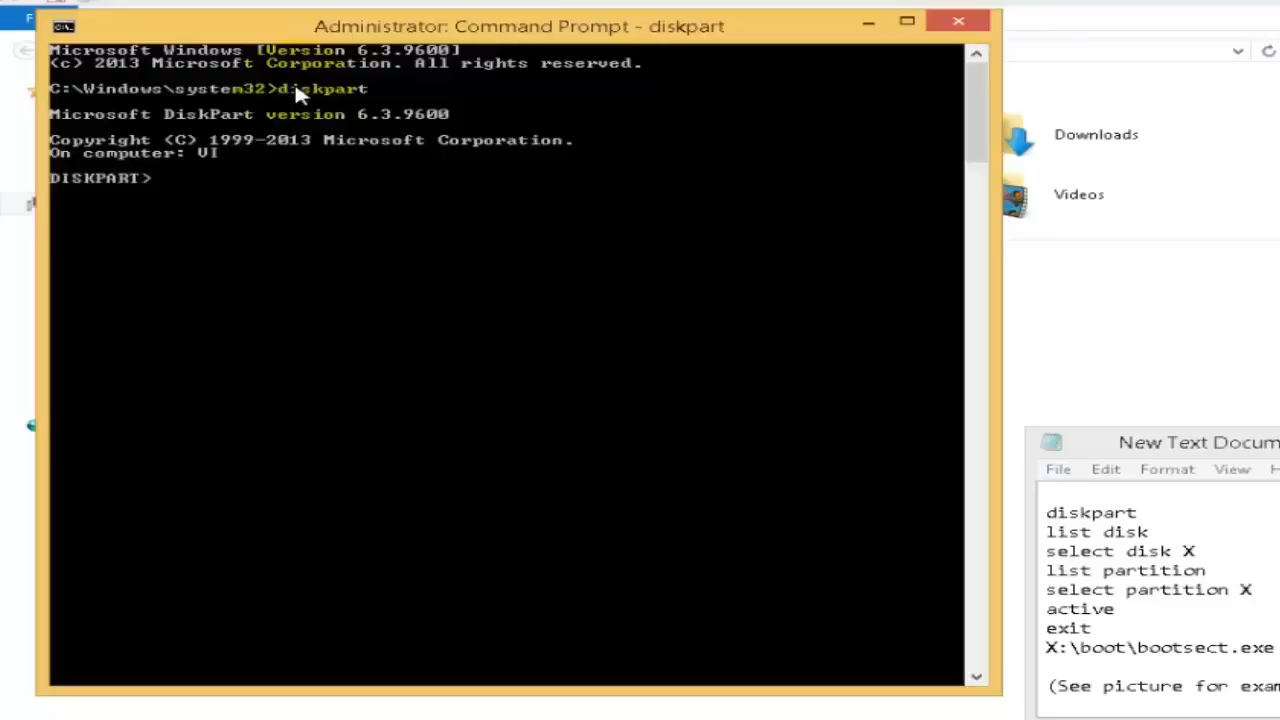 F
Administrator: Command Prompt - diskpart
Microsoft Windows [Version 6.3.9600]
(c) 2013 Microsoft Corporation. All rights reserved.
C:\Windows\system32>diskpart
Microsoft DiskPart version 6.3.9600
Copyright (C) 1999-2013 Microsoft Corporation.
On computer: VI
DISKPART>
Downloads
Videos
New Text Docum
File Edit Format View H
diskpart
list disk
select disk X
list partition
select partition X
active
exit
X:\boot\bootsect.exe
(See picture for exam